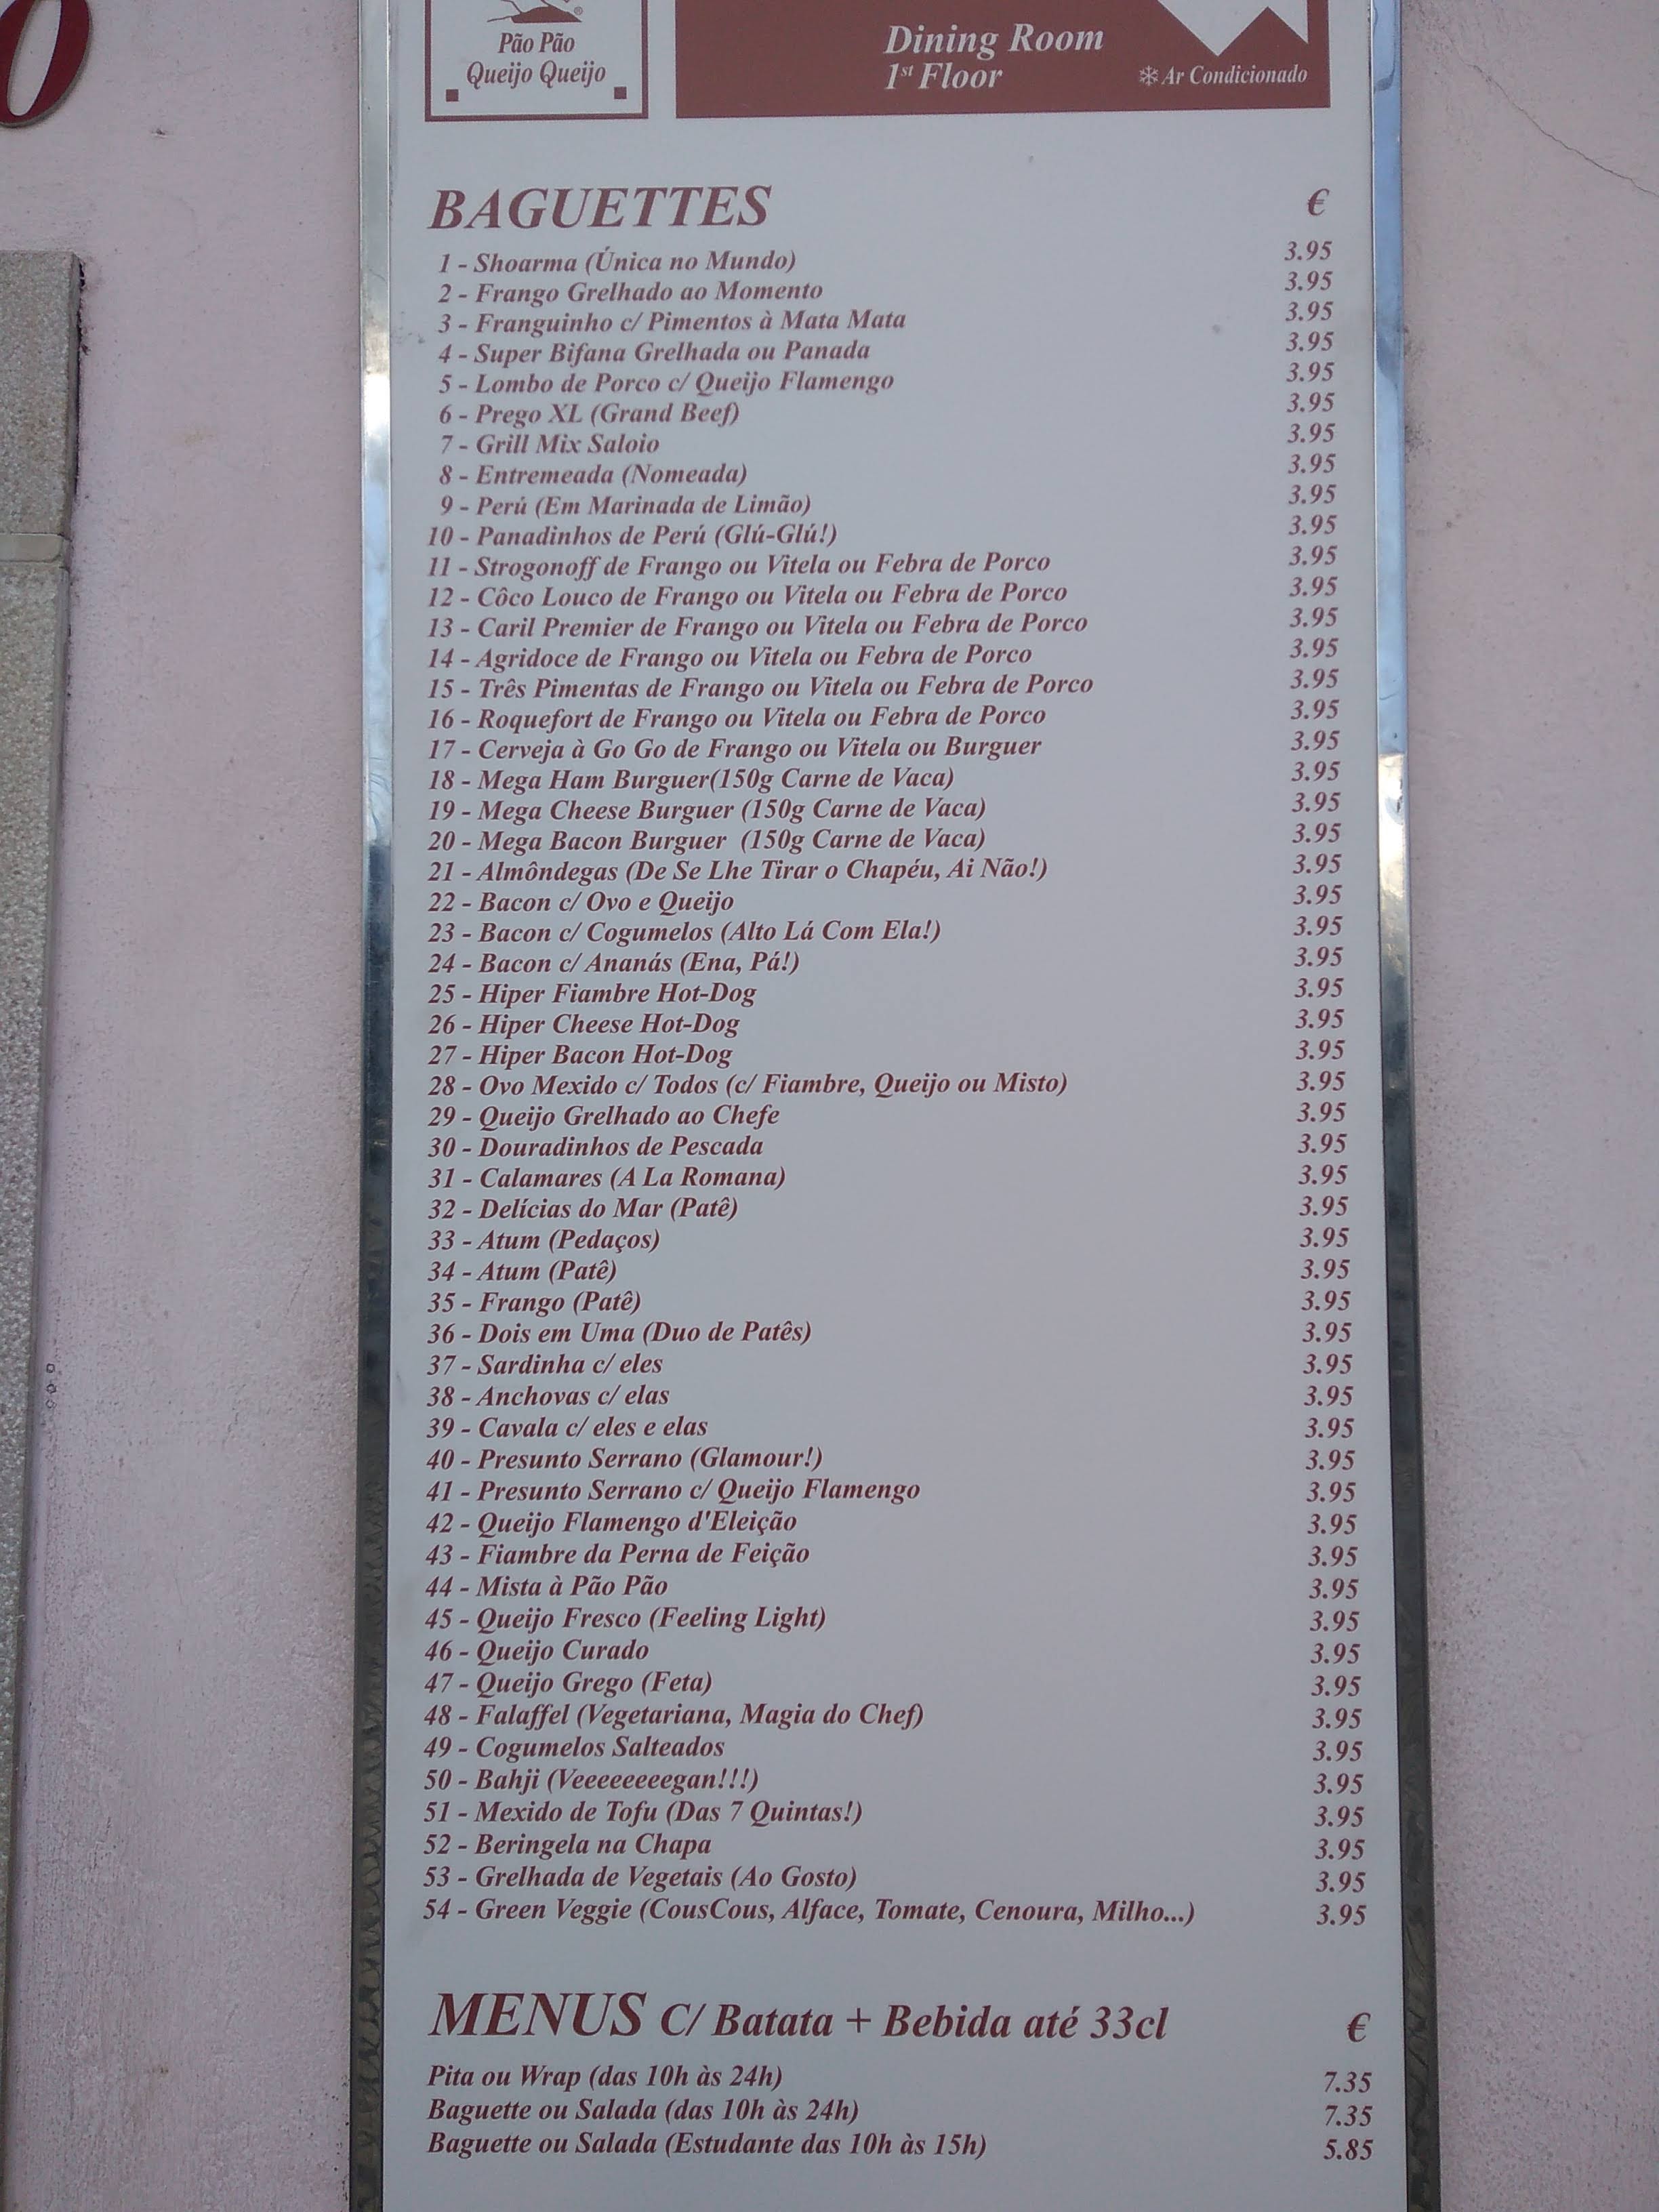 O
Pão Pão
Queijo Queijo
Dining Room
1st Floor
Ar Condicionado
BAGUETTES €
1 - Shoarma (Única no Mundo) 3.95
2 - Frango Grelhado ao Momento 3.95
3 - Franguinho c/ Pimentos à Mata Mata 3.95
4 - Super Bifana Grelhada ou Panada 3.95
5 - Lombo de Porco c/ Queijo Flamengo 3.95
6 - Prego XL (Grand Beef) 3.95
7 - Grill Mix Saloio 3.95
8 - Entremeada (Nomeada) 3.95
9 - Perú (Em Marinada de Limão) 3.95
10 - Panadinhos de Perú (Glú-Glú!) 3.95
11 - Strogonoff de Frango ou Vitela ou Febra de Porco 3.95
12 - Côco Louco de Frango ou Vitela ou Febra de Porco 3.95
13 - Caril Premier de Frango ou Vitela ou Febra de Porco 3.95
14 - Agridoce de Frango ou Vitela ou Febra de Porco 3.95
15 - Três Pimentas de Frango ou Vitela ou Febra de Porco 3.95
16 - Roquefort de Frango ou Vitela ou Febra de Porco 3.95
17 - Cerveja à Go Go de Frango ou Vitela ou Burguer 3.95
18 - Mega Ham Burguer(150g Carne de Vaca) 3.95
19 - Mega Cheese Burguer (150g Carne de Vaca) 3.95
20 - Mega Bacon Burguer (150g Carne de Vaca) 3.95
21 - Almôndegas (De Se Lhe Tirar o Chapéu, Ai Não!) 3.95
22 - Bacon c/ Ovo e Queijo 3.95
23 - Bacon c/ Cogumelos (Alto Lá Com Ela!) 3.95
24 - Bacon c/ Ananás (Ena, Pá!) 3.95
25 - Hiper Fiambre Hot-Dog 3.95
26 - Hiper Cheese Hot-Dog 3.95
27 - Hiper Bacon Hot-Dog 3.95
28 - Ovo Mexido c/ Todos (c/ Fiambre, Queijo ou Misto) 3.95
29 - Queijo Grelhado ao Chefe 3.95
30 - Douradinhos de Pescada 3.95
31 - Calamares (A La Romana) 3.95
32 - Delícias do Mar (Patê) 3.95
33 - Atum (Pedaços) 3.95
34 - Atum (Patê) 3.95
35 - Frango (Patê) 3.95
36 - Dois em Uma (Duo de Patês) 3.95
37 - Sardinha c/ eles 3.95
38 - Anchovas c/ elas 3.95
39 - Cavala c/ eles e elas 3.95
40 - Presunto Serrano (Glamour!) 3.95
41 - Presunto Serrano c/ Queijo Flamengo 3.95
42 - Queijo Flamengo d'Eleição 3.95
43 - Fiambre da Perna de Feição 3.95
44 - Mista à Pão Pão 3.95
45 - Queijo Fresco (Feeling Light) 3.95
46 - Queijo Curado 3.95
47 - Queijo Grego (Feta) 3.95
48 - Falaffel (Vegetariana, Magia do Chef) 3.95
49 - Cogumelos Salteados 3.95
50 - Bahji (Veeeeeeeegan!!!) 3.95
51 - Mexido de Tofu (Das 7 Quintas!) 3.95
52 - Beringela na Chapa 3.95
53 - Grelhada de Vegetais (Ao Gosto) 3.95
54 - Green Veggie (CousCous, Alface, Tomate, Cenoura, Milho...) 3.95
MENUS C/ Batata + Bebida até 33cl €
Pita ou Wrap (das 10h às 24h) 7.35
Baguette ou Salada (das 10h às 24h) 7.35
Baguette ou Salada (Estudante das 10h às 15h) 5.85